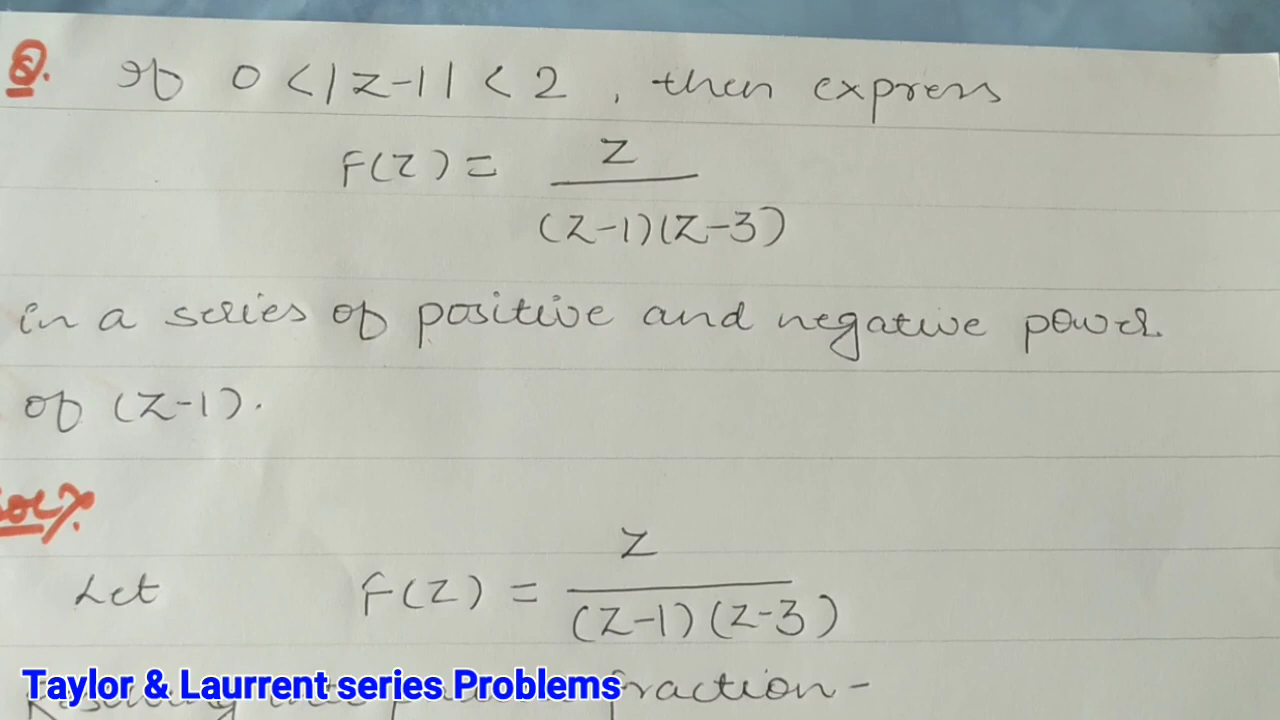 Q. If 0 < |z-1| < 2, then express
F(z) = z
(z-1)(z-3)
in a series of positive and negative power
of (z-1).
Let F(z) = z
(z-1)(z-3)
Taylor & Laurrent series Problems
fraction -